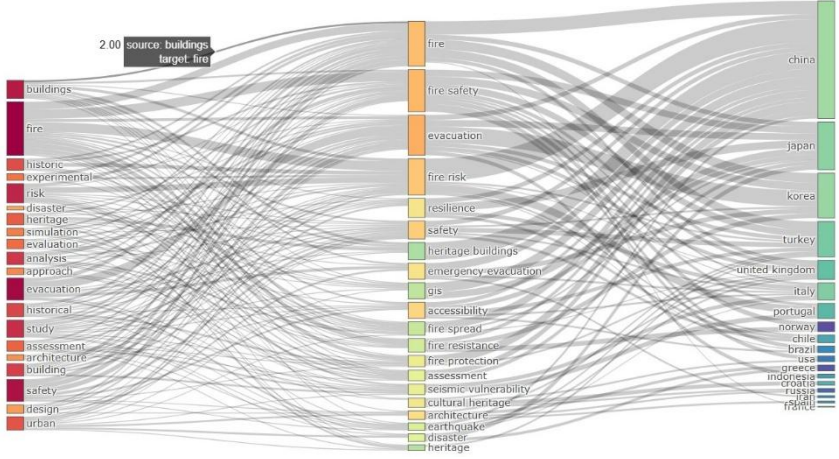 2.00 source: buildings
target: fire
buildings
fire
historic
experimental
risk
disaster
heritage
simulation
evaluation
analysis
approach
evacuation
historical
study
assessment
architecture
building
safety
design
urban
fire
fire safety
evacuation
fire risk
resilience
safety
heritage buildings
emergency evacuation
gis
accessibility
fire spread
fire resistance
fire protection
assessment
seismic vulnerability
cultural heritage
architecture
earthquake
disaster
heritage
china
japan
korea
turkey
united kingdom
italy
portugal
norway
chile
brazil
usa
greece
indonesia
croatia
russia
iran
spain
france